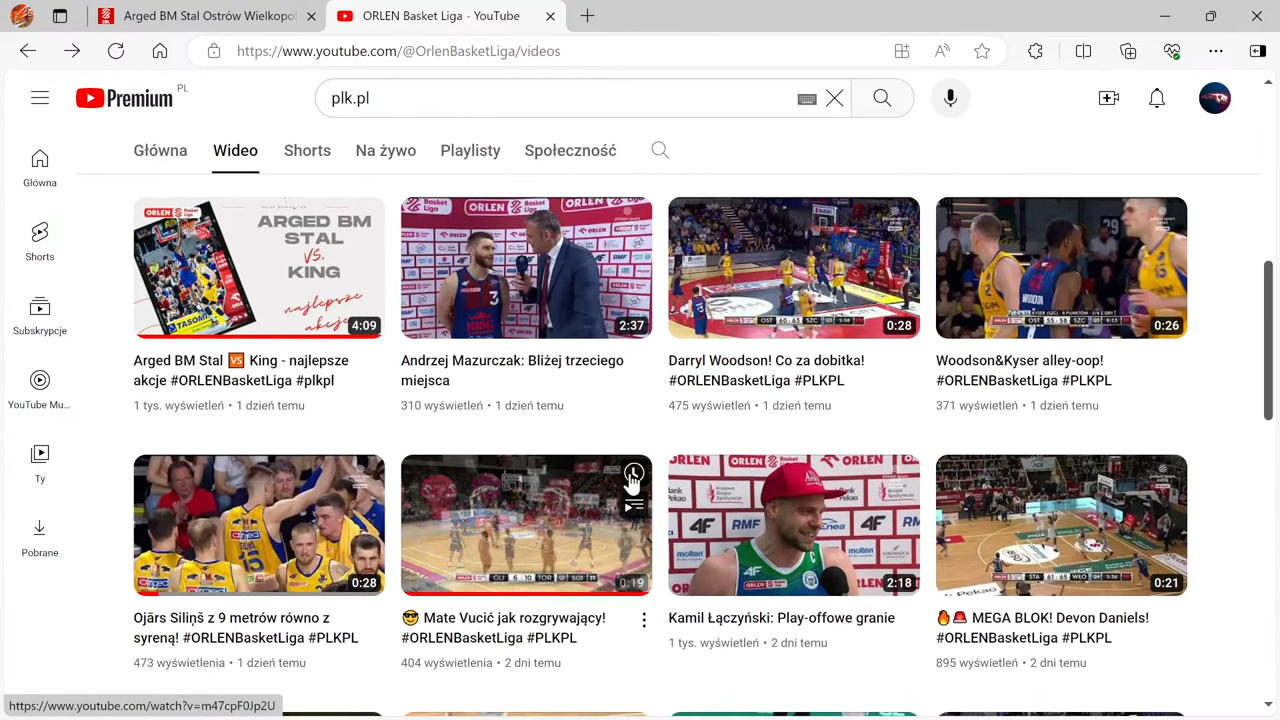 Arged BM Stal Ostrów Wielkopol
ORLEN Basket Liga - YouTube
https://www.youtube.com/@OrlenBasketLiga/videos
Premium PL
plk.pl
Główna
Wideo
Shorts
Na żywo
Playlisty
Społeczność
Główna
Shorts
Subskrypcje
YouTube Mu...
Ty
Pobrane
ORLEN
ARGED BM
STAL
VS.
KING
najlepsze
akcje
4:09
2:37
0:28
0:26
Arged BM Stal 🆚 King - najlepsze
akcje #ORLENBasketLiga #plkpl
1 tys. wyświetleń • 1 dzień temu
Andrzej Mazurczak: Bliżej trzeciego
miejsca
310 wyświetleń • 1 dzień temu
Darryl Woodson! Co za dobitka!
#ORLENBasketLiga #PLKPL
475 wyświetleń • 1 dzień temu
Woodson&Kyser alley-oop!
#ORLENBasketLiga #PLKPL
371 wyświetleń • 1 dzień temu
0:28
0:19
2:18
0:21
Ojārs Siliņš z 9 metrów równo z
syreną! #ORLENBasketLiga #PLKPL
473 wyświetlenia • 1 dzień temu
😎 Mate Vucić jak rozgrywający!
#ORLENBasketLiga #PLKPL
404 wyświetlenia • 2 dni temu
Kamil Łączyński: Play-offowe granie
1 tys. wyświetleń • 2 dni temu
🔥🚨 MEGA BLOK! Devon Daniels!
#ORLENBasketLiga #PLKPL
895 wyświetleń • 2 dni temu
https://www.youtube.com/watch?v=m47cpF0Jp2U